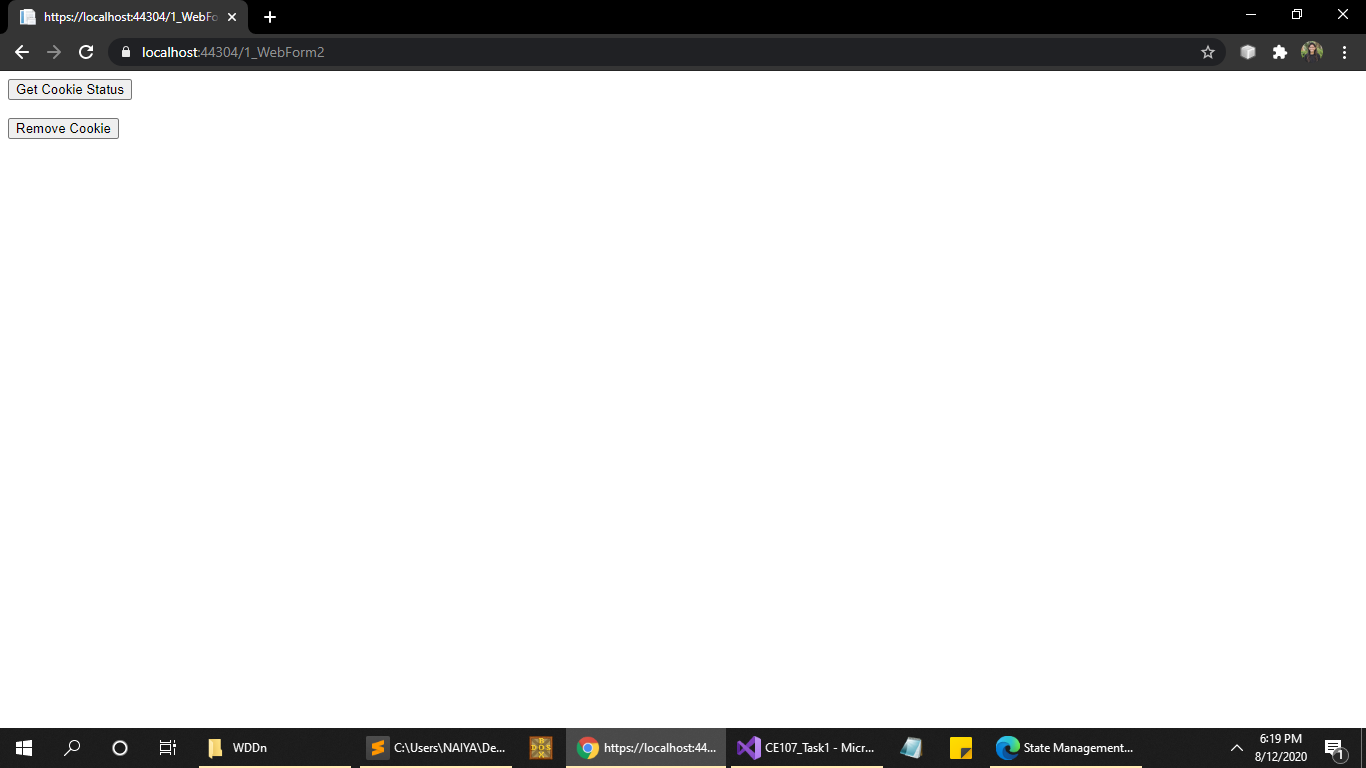 https://localhost:44304/1_WebFo
localhost:44304/1_WebForm2
Get Cookie Status
Remove Cookie
WDDn
C:\Users\NAIYA\De...
https://localhost:44...
CE107_Task1 - Micr...
State Management...
6:19 PM
8/12/2020
1